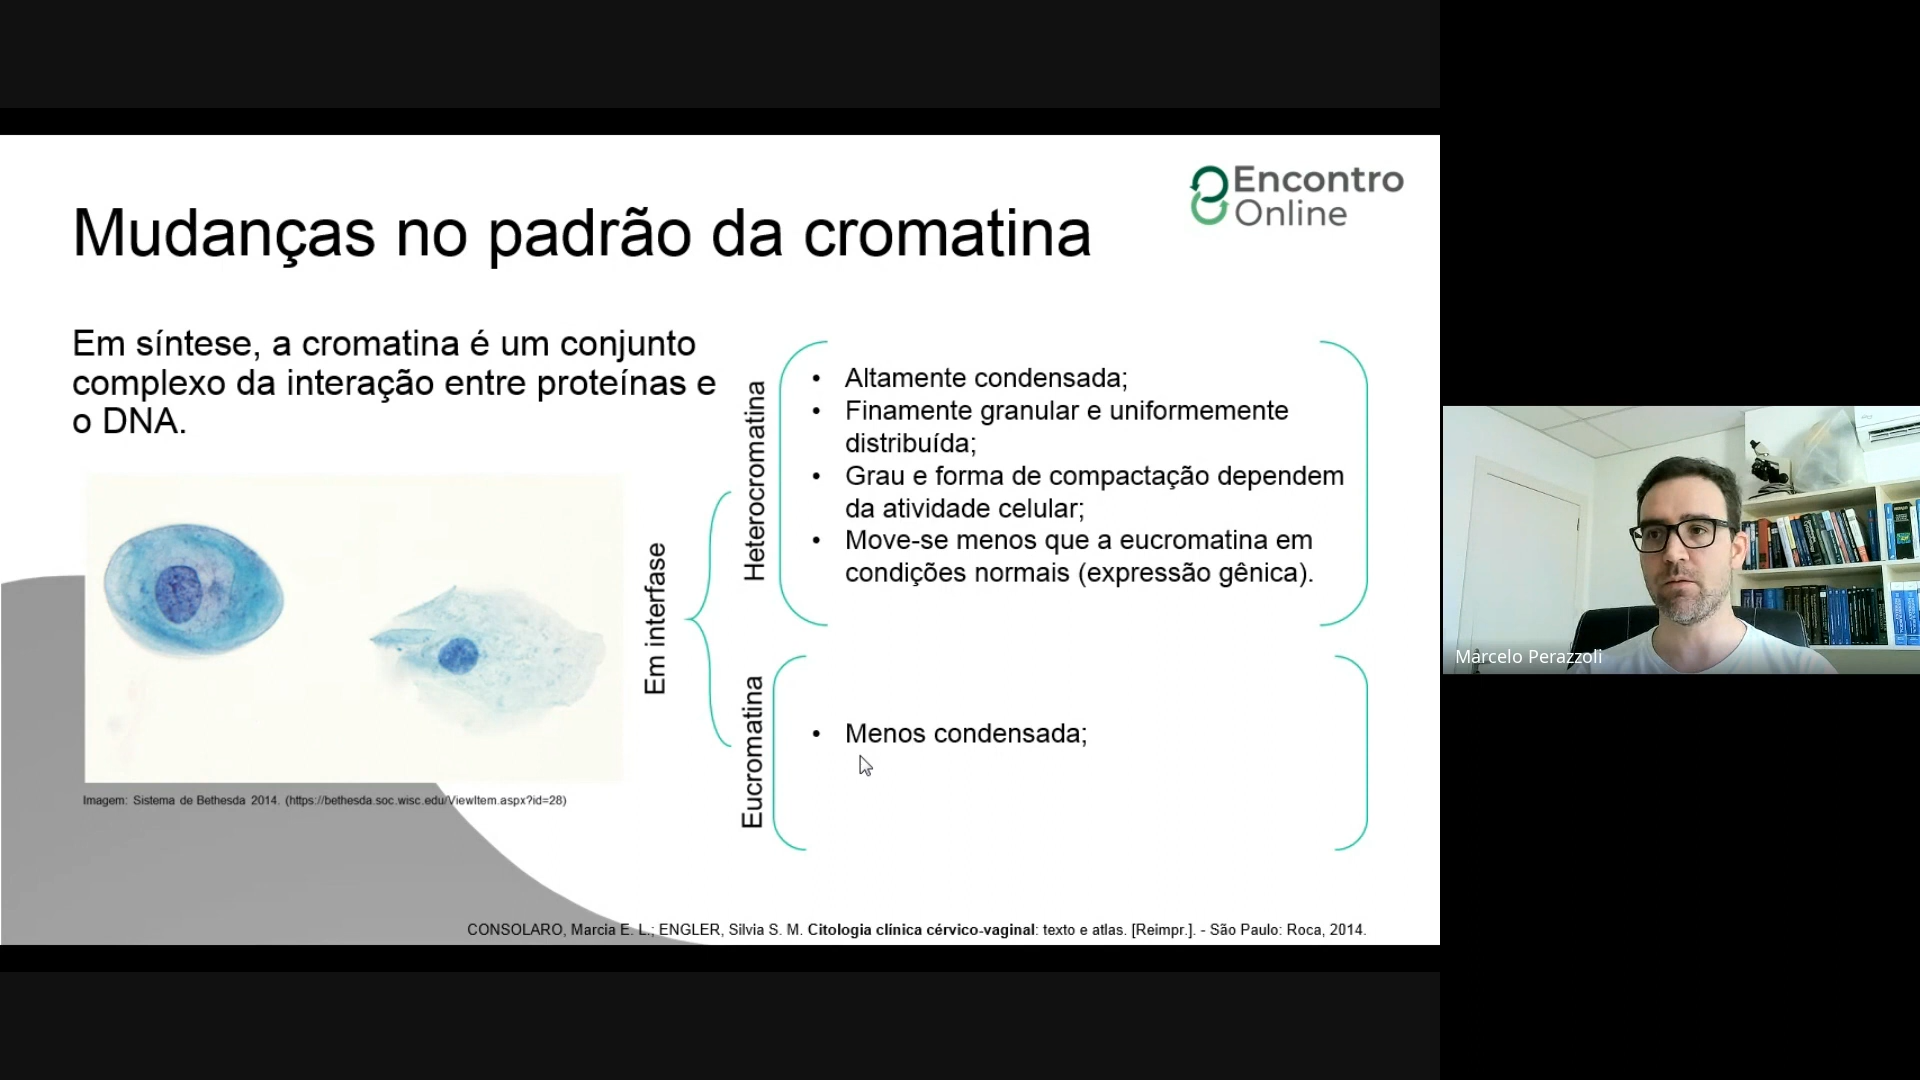 Encontro
Online
Mudanças no padrão da cromatina
Em síntese, a cromatina é um conjunto
complexo da interação entre proteínas e
o DNA.
Em interfase
Heterocromatina
• Altamente condensada;
• Finamente granular e uniformemente
distribuída;
• Grau e forma de compactação dependem
da atividade celular;
• Move-se menos que a eucromatina em
condições normais (expressão gênica).
Eucromatina
• Menos condensada;
Imagem: Sistema de Bethesda 2014. (https://bethesda.soc.wisc.edu/ViewItem.aspx?id=28)
CONSOLARO, Marcia E. L.; ENGLER, Silvia S. M. Citologia clínica cérvico-vaginal: texto e atlas. [Reimpr.]. - São Paulo: Roca, 2014.
Marcelo Perazzoli